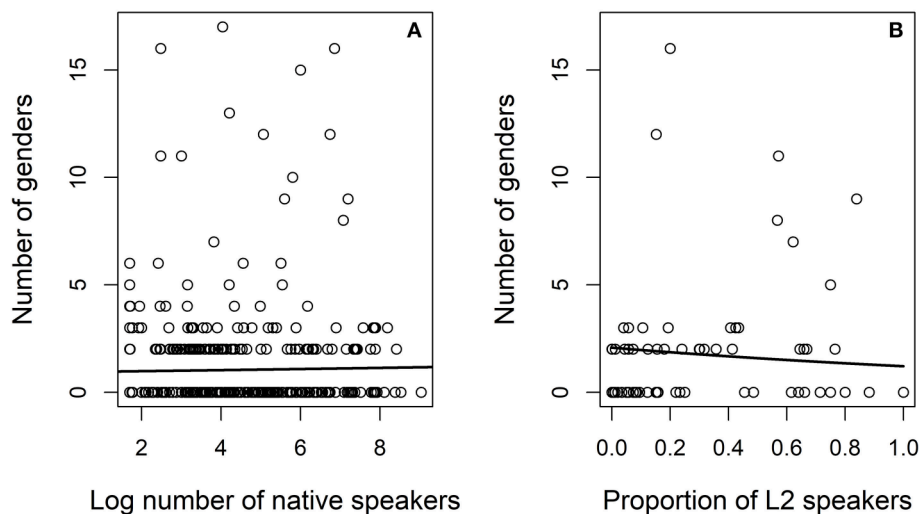 A
Number of genders
15
10
5
0
2 4 6 8
Log number of native speakers
B
Number of genders
15
10
5
0
0.0 0.2 0.4 0.6 0.8 1.0
Proportion of L2 speakers